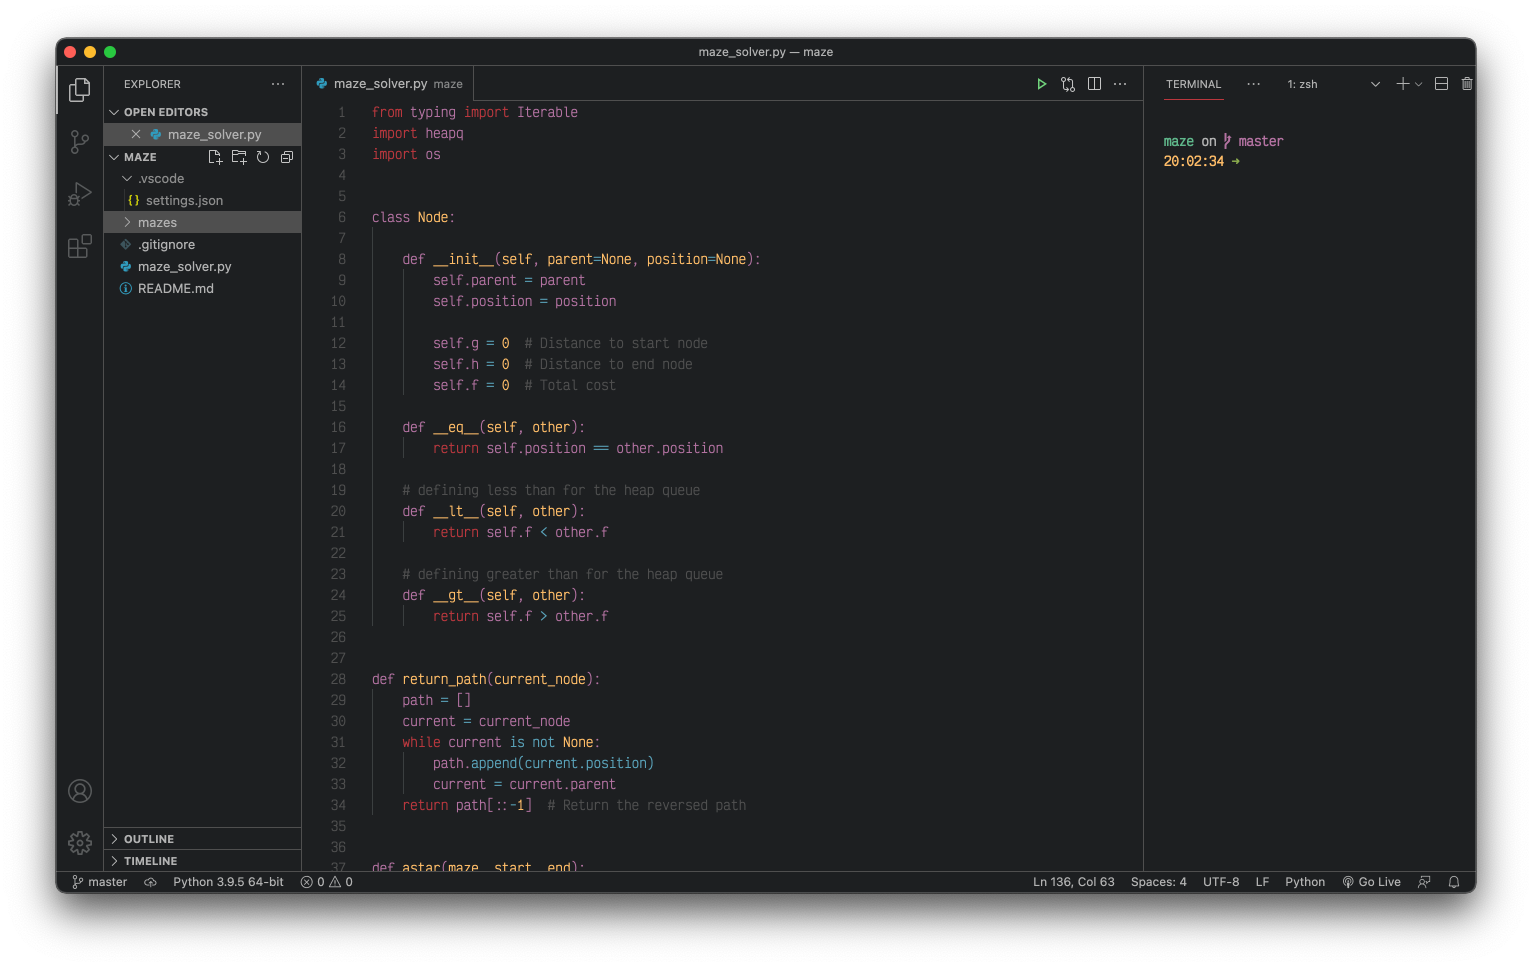 maze_solver.py — maze
EXPLORER
OPEN EDITORS
maze_solver.py
MAZE
.vscode
{} settings.json
mazes
.gitignore
maze_solver.py
README.md
OUTLINE
TIMELINE
maze_solver.py maze
1 from typing import Iterable
2 import heapq
3 import os
4
5
6 class Node:
7
8     def __init__(self, parent=None, position=None):
9         self.parent = parent
10         self.position = position
11
12         self.g = 0  # Distance to start node
13         self.h = 0  # Distance to end node
14         self.f = 0  # Total cost
15
16     def __eq__(self, other):
17         return self.position == other.position
18
19     # defining less than for the heap queue
20     def __lt__(self, other):
21         return self.f < other.f
22
23     # defining greater than for the heap queue
24     def __gt__(self, other):
25         return self.f > other.f
26
27
28 def return_path(current_node):
29     path = []
30     current = current_node
31     while current is not None:
32         path.append(current.position)
33         current = current.parent
34     return path[::-1]  # Return the reversed path
35
36
37 def astar(maze, start, end):
TERMINAL
1: zsh
maze on master
20:02:34 ➜
master
Python 3.9.5 64-bit
0 0
Ln 136, Col 63
Spaces: 4
UTF-8
LF
Python
Go Live